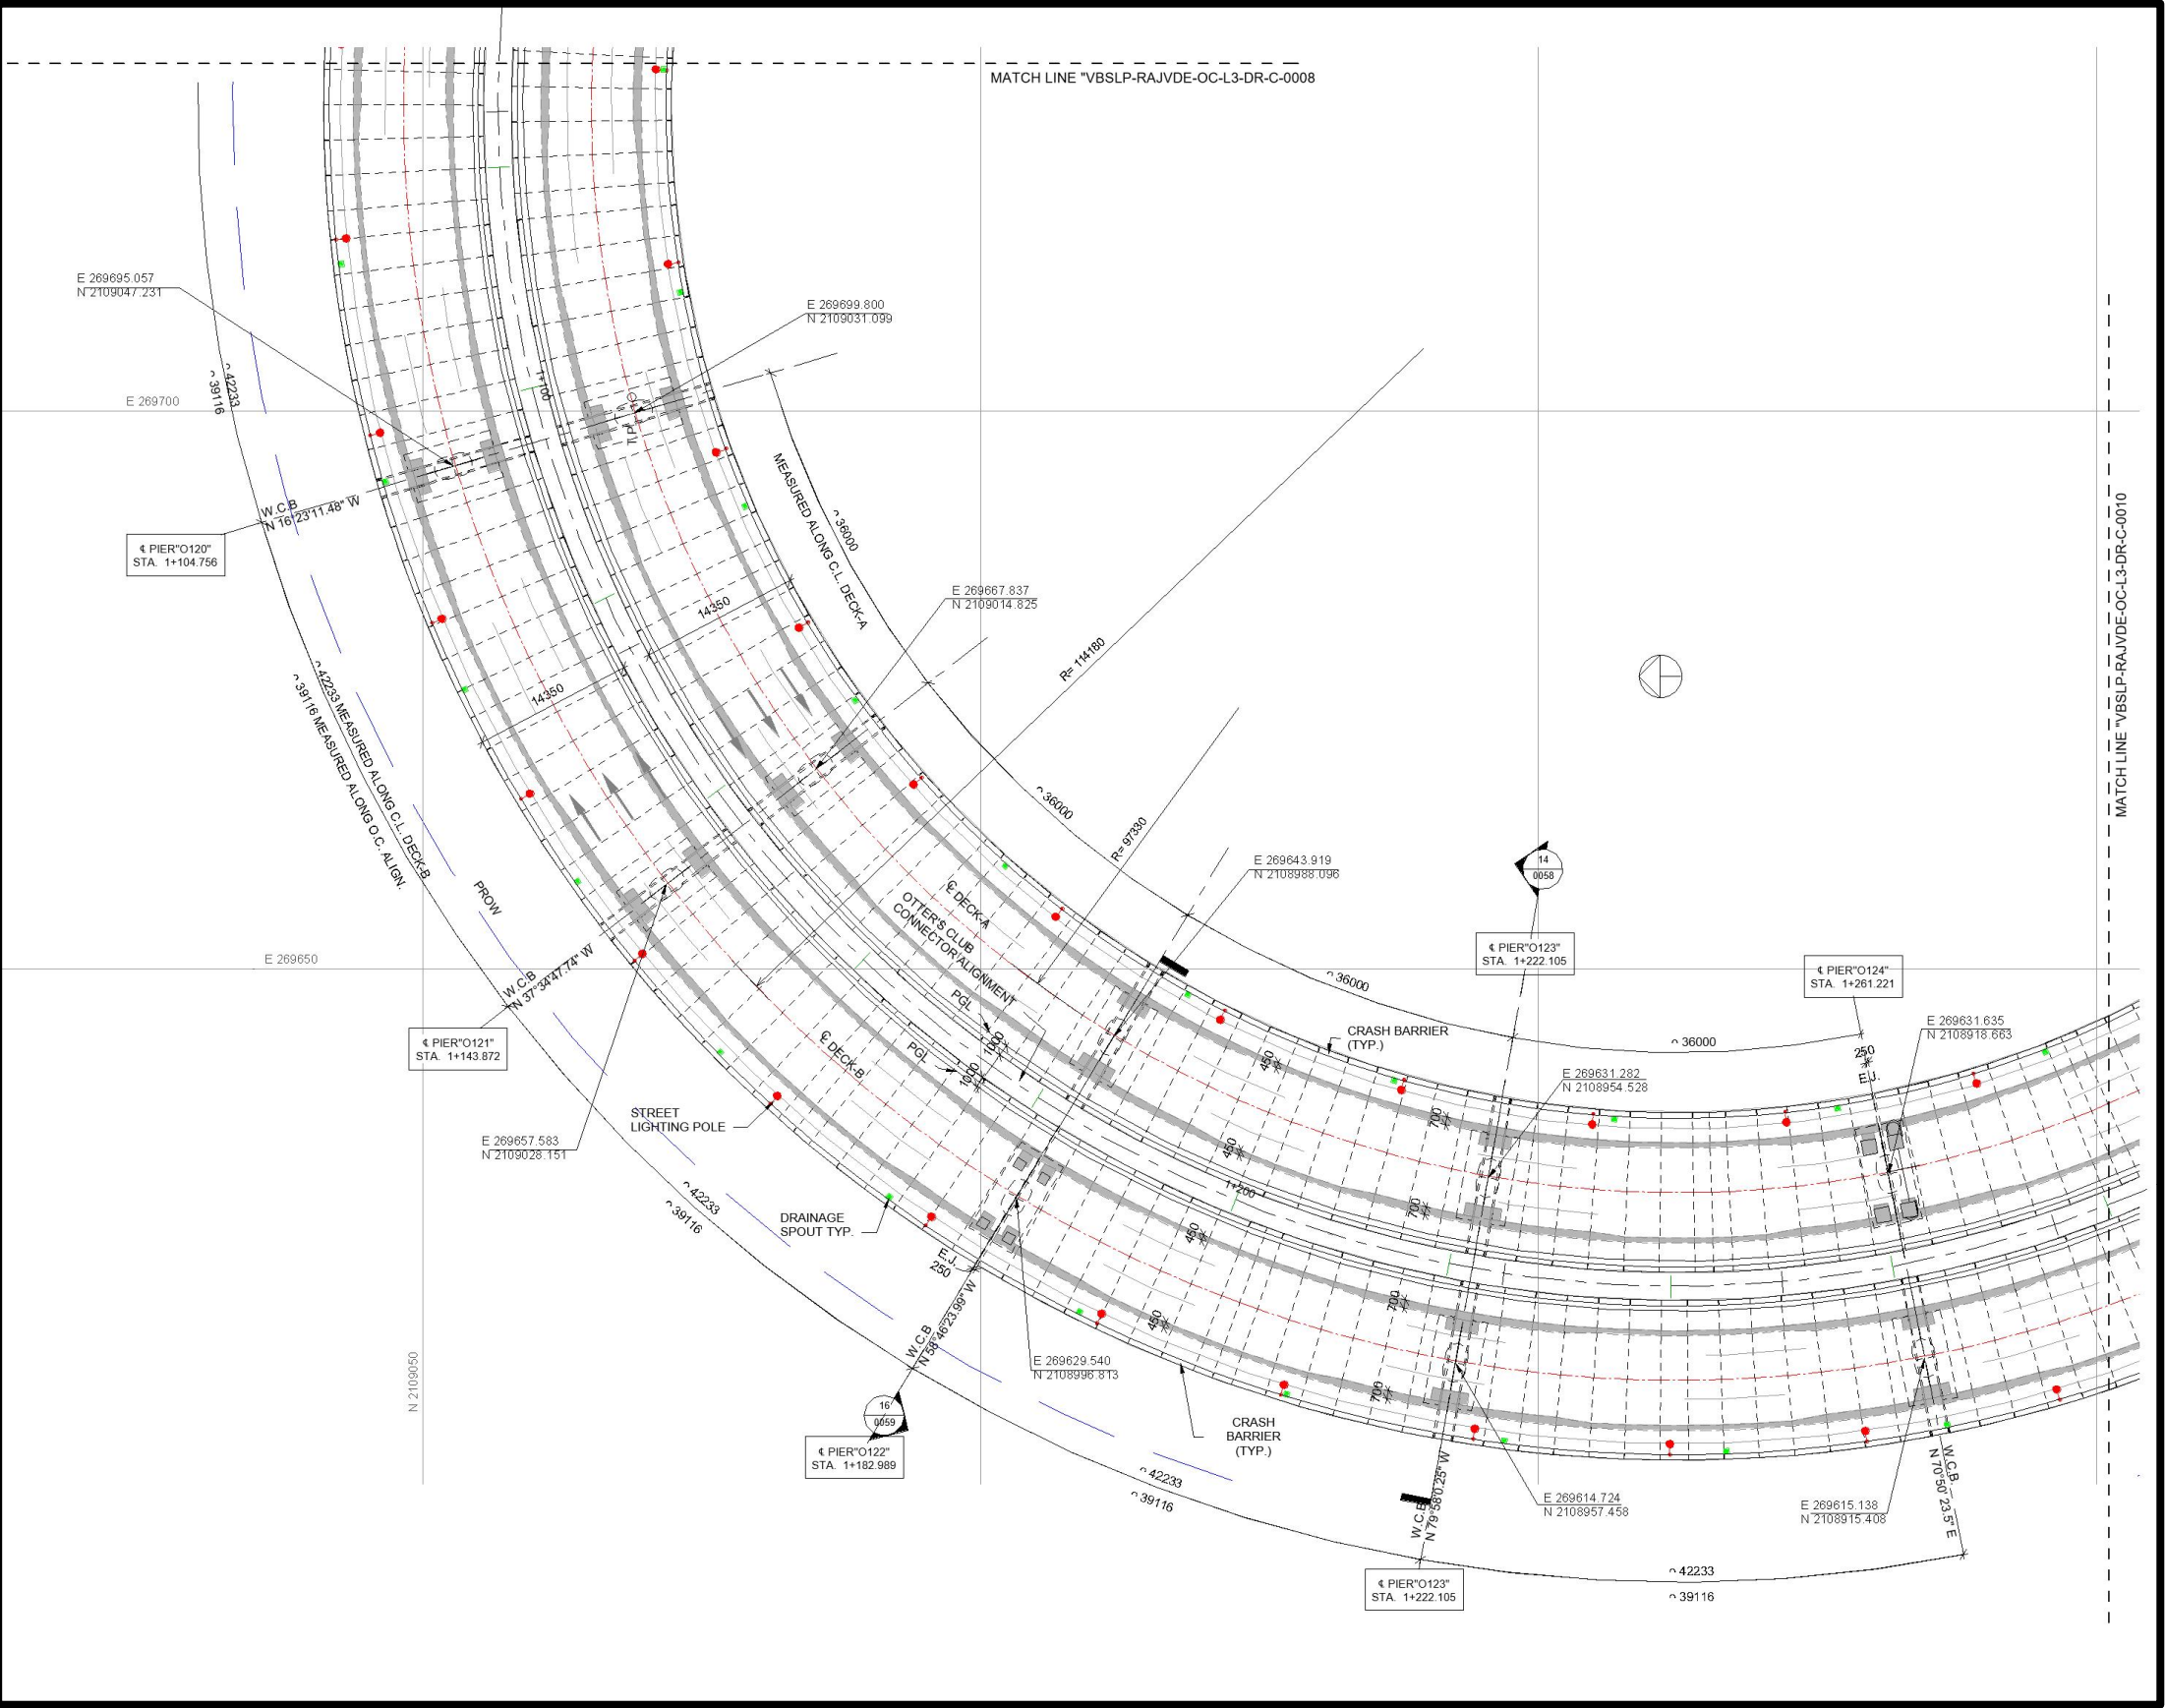 MATCH LINE "VBSLP-RAJVDE-OC-L3-DR-C-0008
E 269695.057
N 2109047.231
E 269699.800
N 2109031.099
E 269700
42233
39116
1+100
TYP.
W.C.B
N 16°23'11.48" W
℄ PIER"O120"
STA. 1+104.756
MEASURED ALONG C.L. DECK-A
36000
MATCH LINE "VBSLP-RAJVDE-OC-L3-DR-C-0010
E 269667.837
N 2109014.825
14350
14350
R= 114180
42233 MEASURED ALONG C.L. DECK-B
39116 MEASURED ALONG O.C. ALIGN.
36000
R= 97330
E 269643.919
N 2108988.096
14
0058
PROW
℄ DECK-A
OTTER'S CLUB
CONNECTOR ALIGNMENT
PGL
℄ PIER"O123"
STA. 1+222.105
E 269650
℄ PIER"O124"
STA. 1+261.221
W.C.B
N 37°34'47.74" W
36000
℄ PIER"O121"
STA. 1+143.872
℄ DECK-B
PGL
1000
1000
CRASH BARRIER
(TYP.)
36000
E 269631.635
N 2108918.663
250
E.J.
450
E 269631.282
N 2108954.528
STREET
LIGHTING POLE
700
450
E 269657.583
N 2109028.151
1+200
42233
39116
DRAINAGE
SPOUT TYP.
700
450
E.J.
250
700
450
W.C.B
N 58°46'23.99" W
E 269629.540
N 2108996.813
700
N 2109050
16
0059
℄ PIER"O122"
STA. 1+182.989
CRASH
BARRIER
(TYP.)
42233
39116
W.C.B
N 79°58'0.25" W
E 269614.724
N 2108957.458
E 269615.138
N 2108915.408
W.C.B.
N 70°50'23.5" E
℄ PIER"O123"
STA. 1+222.105
42233
39116